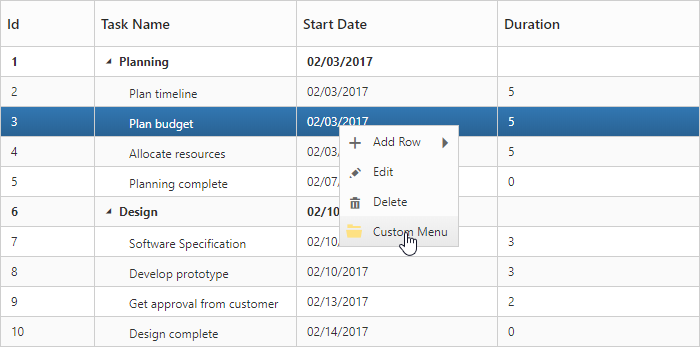 Id Task Name Start Date Duration
1 Planning 02/03/2017
2 Plan timeline 02/03/2017 5
3 Plan budget 02/03/2017 5
Add Row
4 Allocate resources 02/03/ 5
Edit
5 Planning complete 02/07/ 0
Delete
6 Design 02/10
Custom Menu
7 Software Specification 02/10/ 3
8 Develop prototype 02/10/2017 3
9 Get approval from customer 02/13/2017 2
10 Design complete 02/14/2017 0